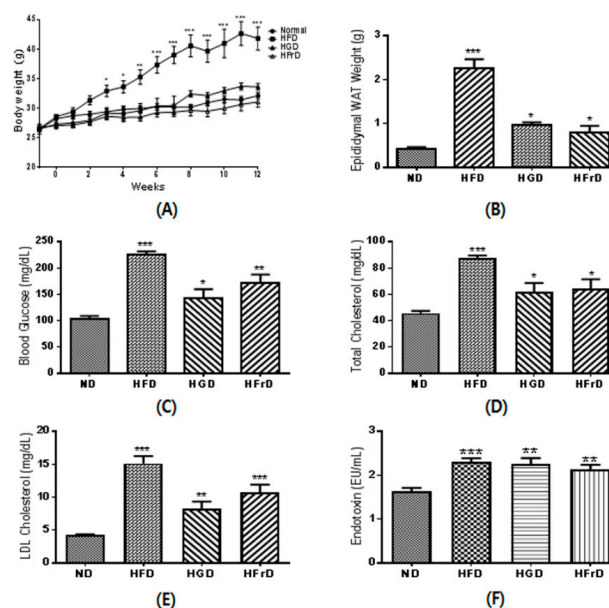 45
40
35
30
25
20
Body weight (g)
* * ** *** *** *** *** *** *** ***
Normal
HFD
HGD
HFrD
0 2 4 6 8 10 12
Weeks
(A)
Epididymal WAT Weight (g)
3
2
1
0
*** * *
ND HFD HGD HFrD
(B)
Blood Glucose (mg/dL)
250
200
150
100
50
0
*** * **
ND HFD HGD HFrD
(C)
Total Cholesterol (mg/dL)
100
80
60
40
20
0
*** * *
ND HFD HGD HFrD
(D)
LDL Cholesterol (mg/dL)
20
15
10
5
0
*** ** ***
ND HFD HGD HFrD
(E)
Endotoxin (EU/mL)
3
2
1
0
*** ** **
ND HFD HGD HFrD
(F)